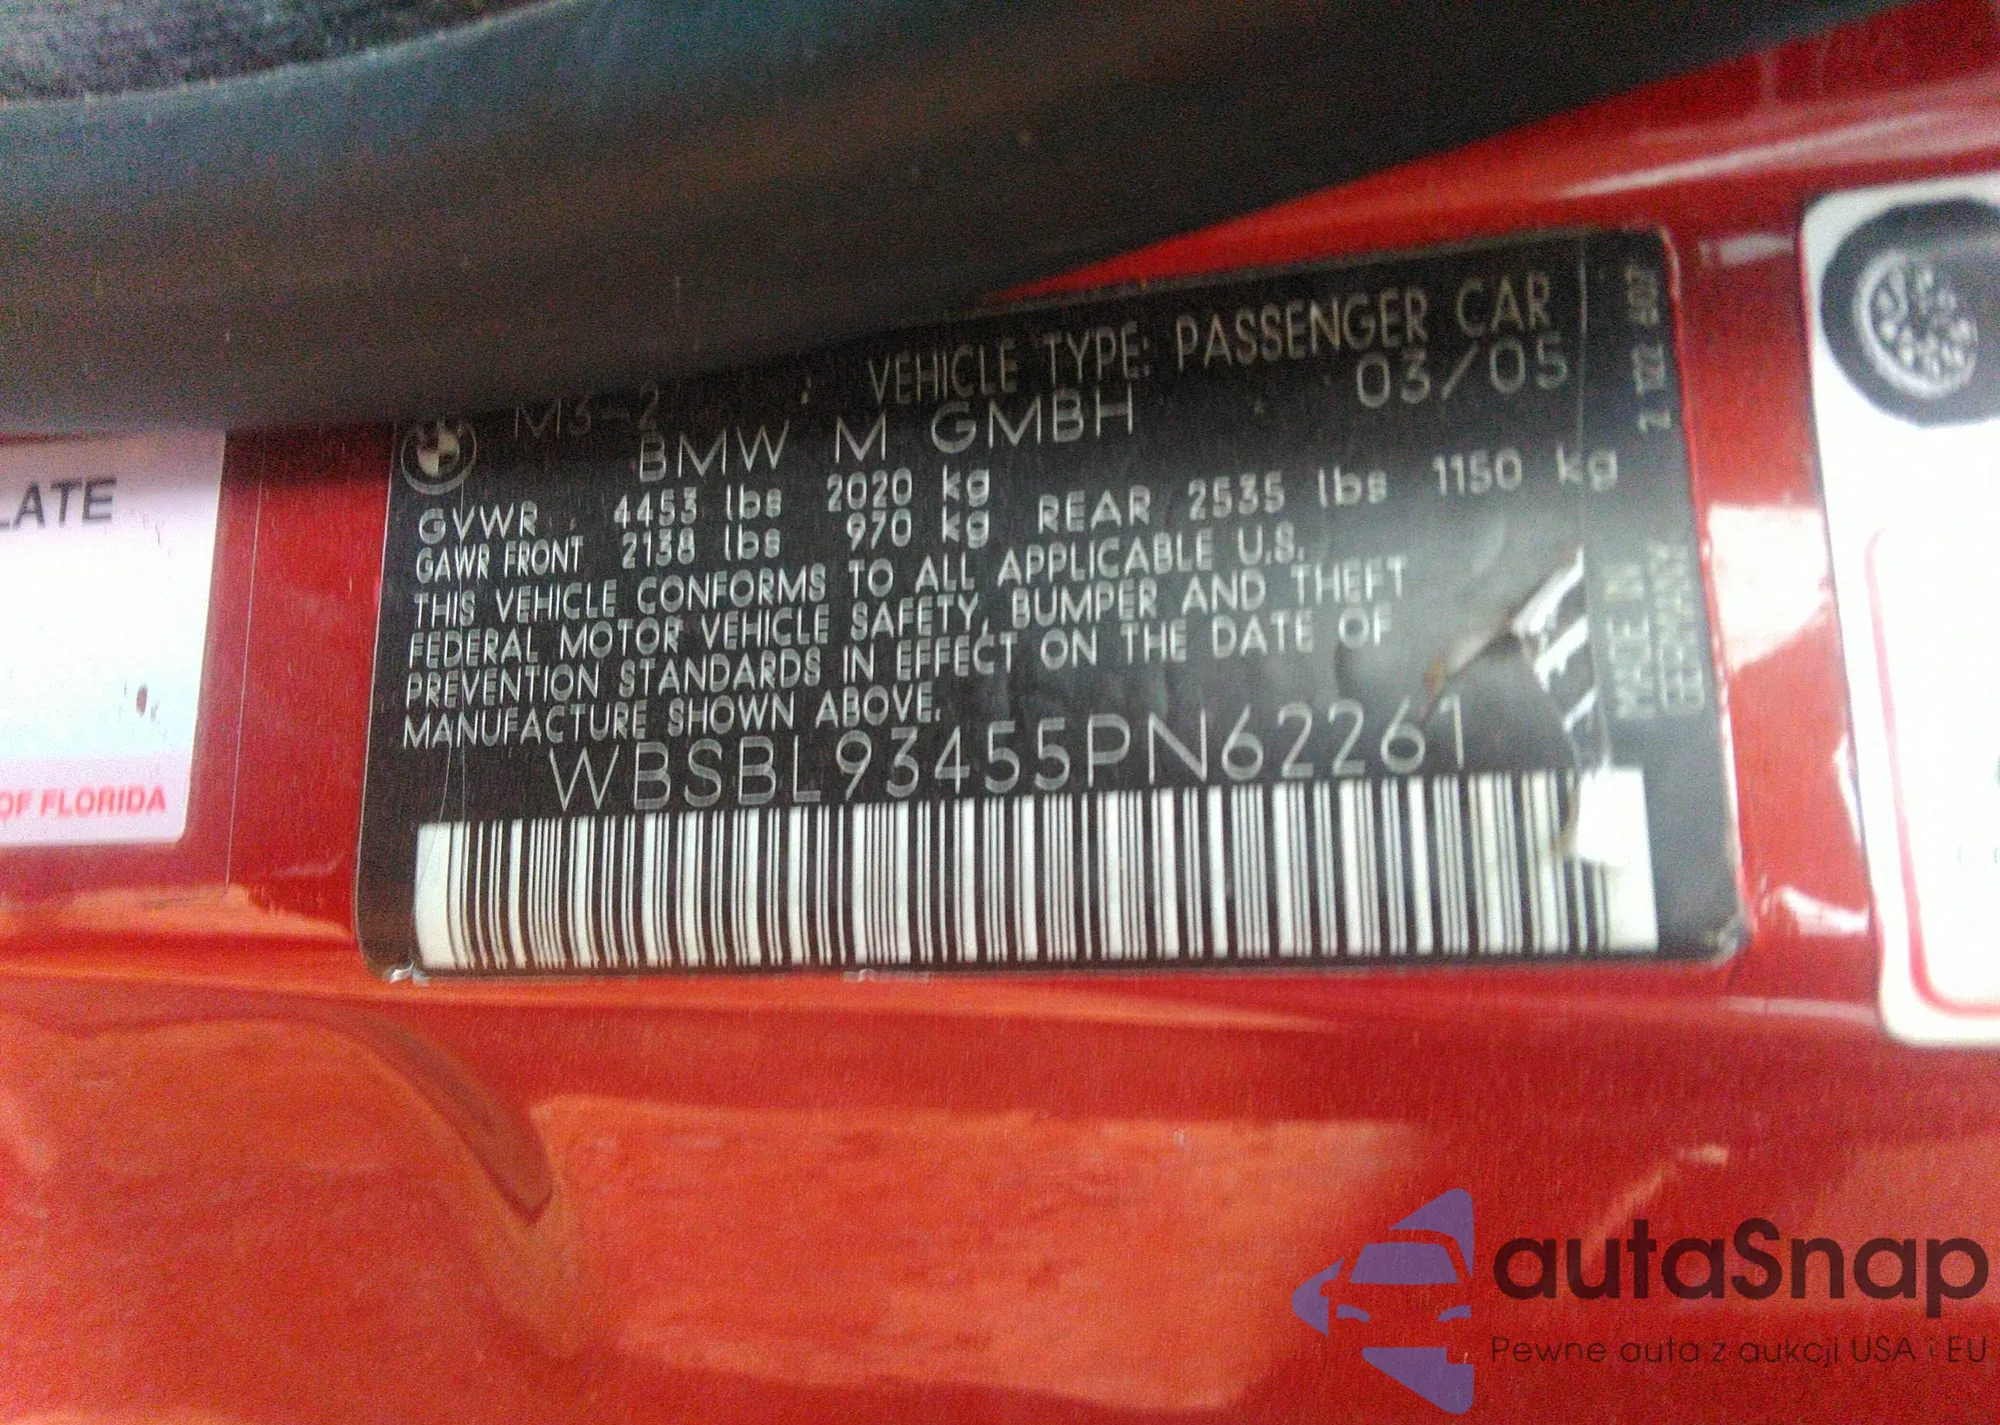 VEHICLE TYPE: PASSENGER CAR
M3-2 03/05
BMW M GMBH
GVWR 4453 lbs 2020 kg
GAWR FRONT 2138 lbs 970 kg REAR 2535 lbs 1150 kg
THIS VEHICLE CONFORMS TO ALL APPLICABLE U.S.
FEDERAL MOTOR VEHICLE SAFETY, BUMPER AND THEFT
PREVENTION STANDARDS IN EFFECT ON THE DATE OF
MANUFACTURE SHOWN ABOVE.
WBSBL93455PN62261
MADE IN
GERMANY
LATE
OF FLORIDA
autaSnap
Pewne auta z aukcji USA i EU